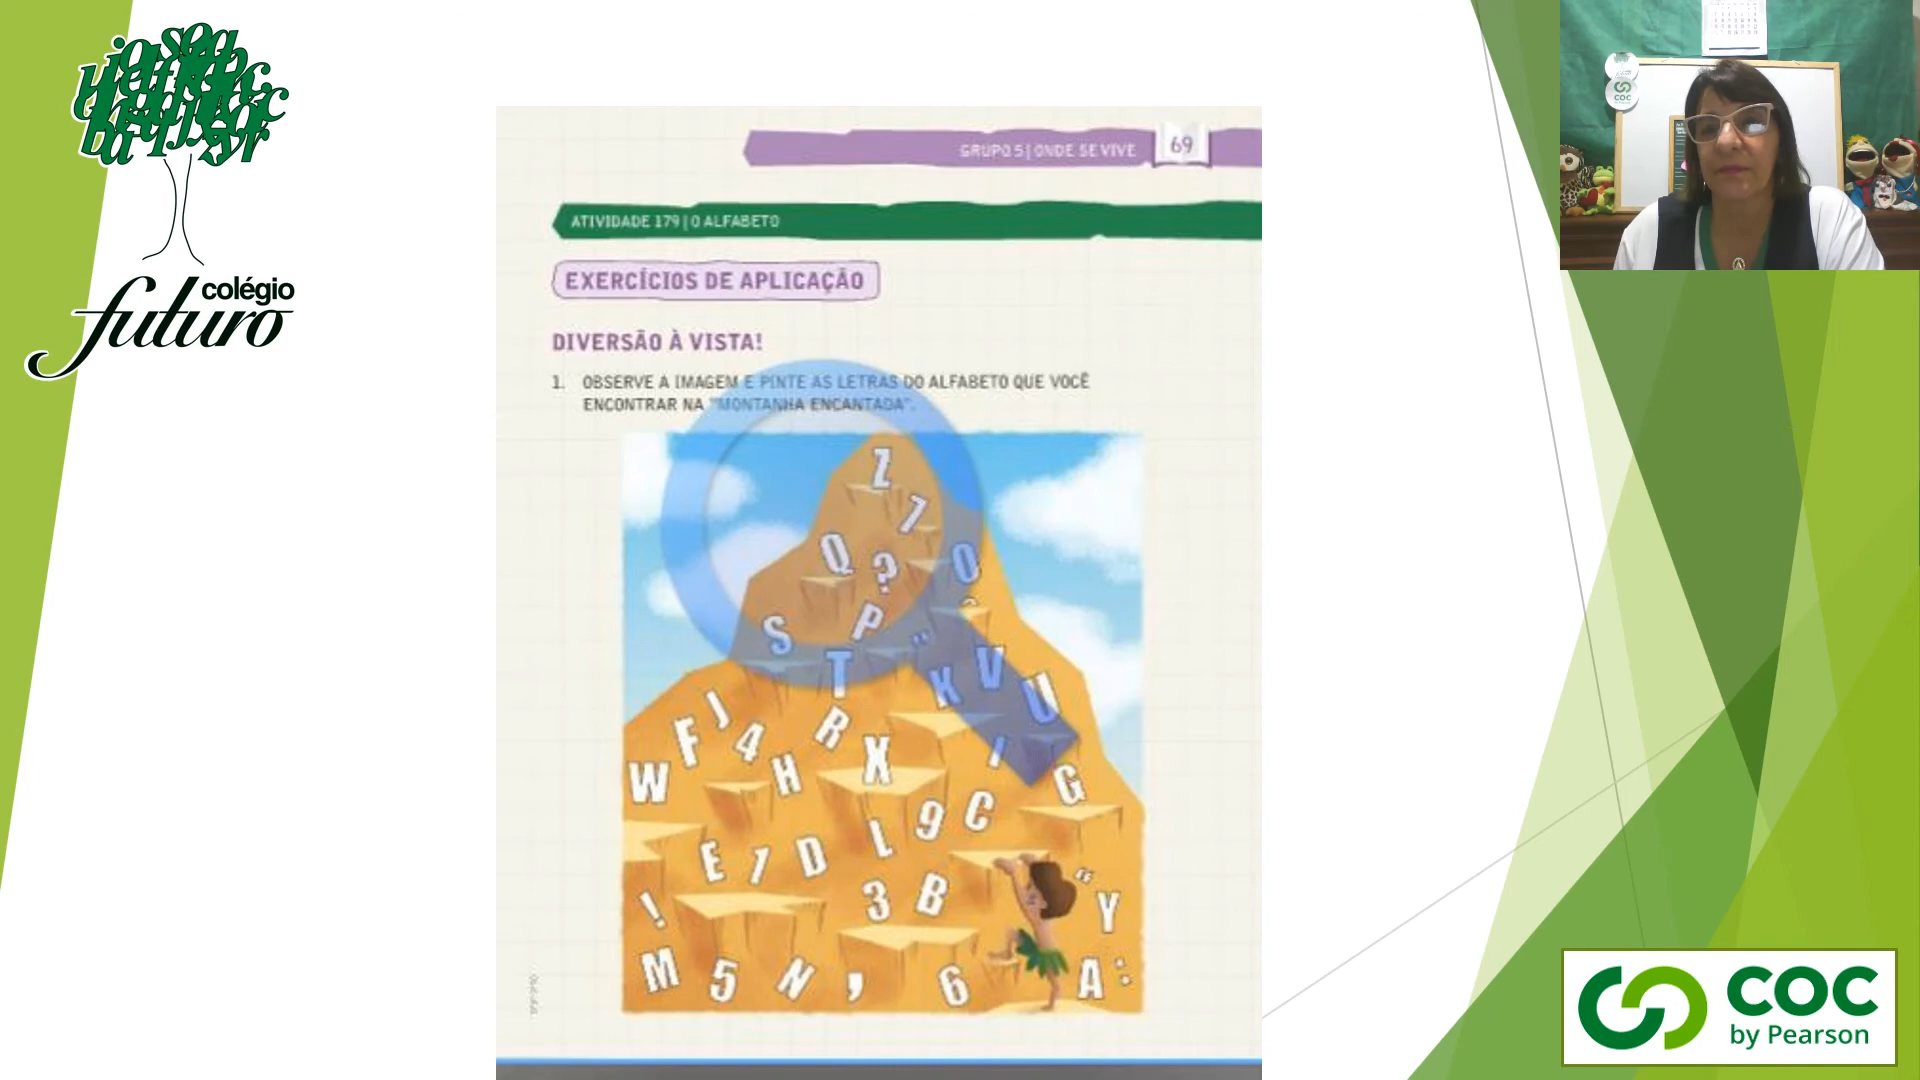 colégio
futuro
GRUPO 5 | ONDE SE VIVE 69
ATIVIDADE 179 | O ALFABETO
EXERCÍCIOS DE APLICAÇÃO
DIVERSÃO À VISTA!
1. OBSERVE A IMAGEM E PINTE AS LETRAS DO ALFABETO QUE VOCÊ
ENCONTRAR NA "MONTANHA ENCANTADA".
Z
7
Q ? O
^
S P
T ¨ K V U
F J 4 R X I
W H G
9 C
E 1 D L
3 B “
! Y
M 5 N , 6 A :
COC
COC
by Pearson